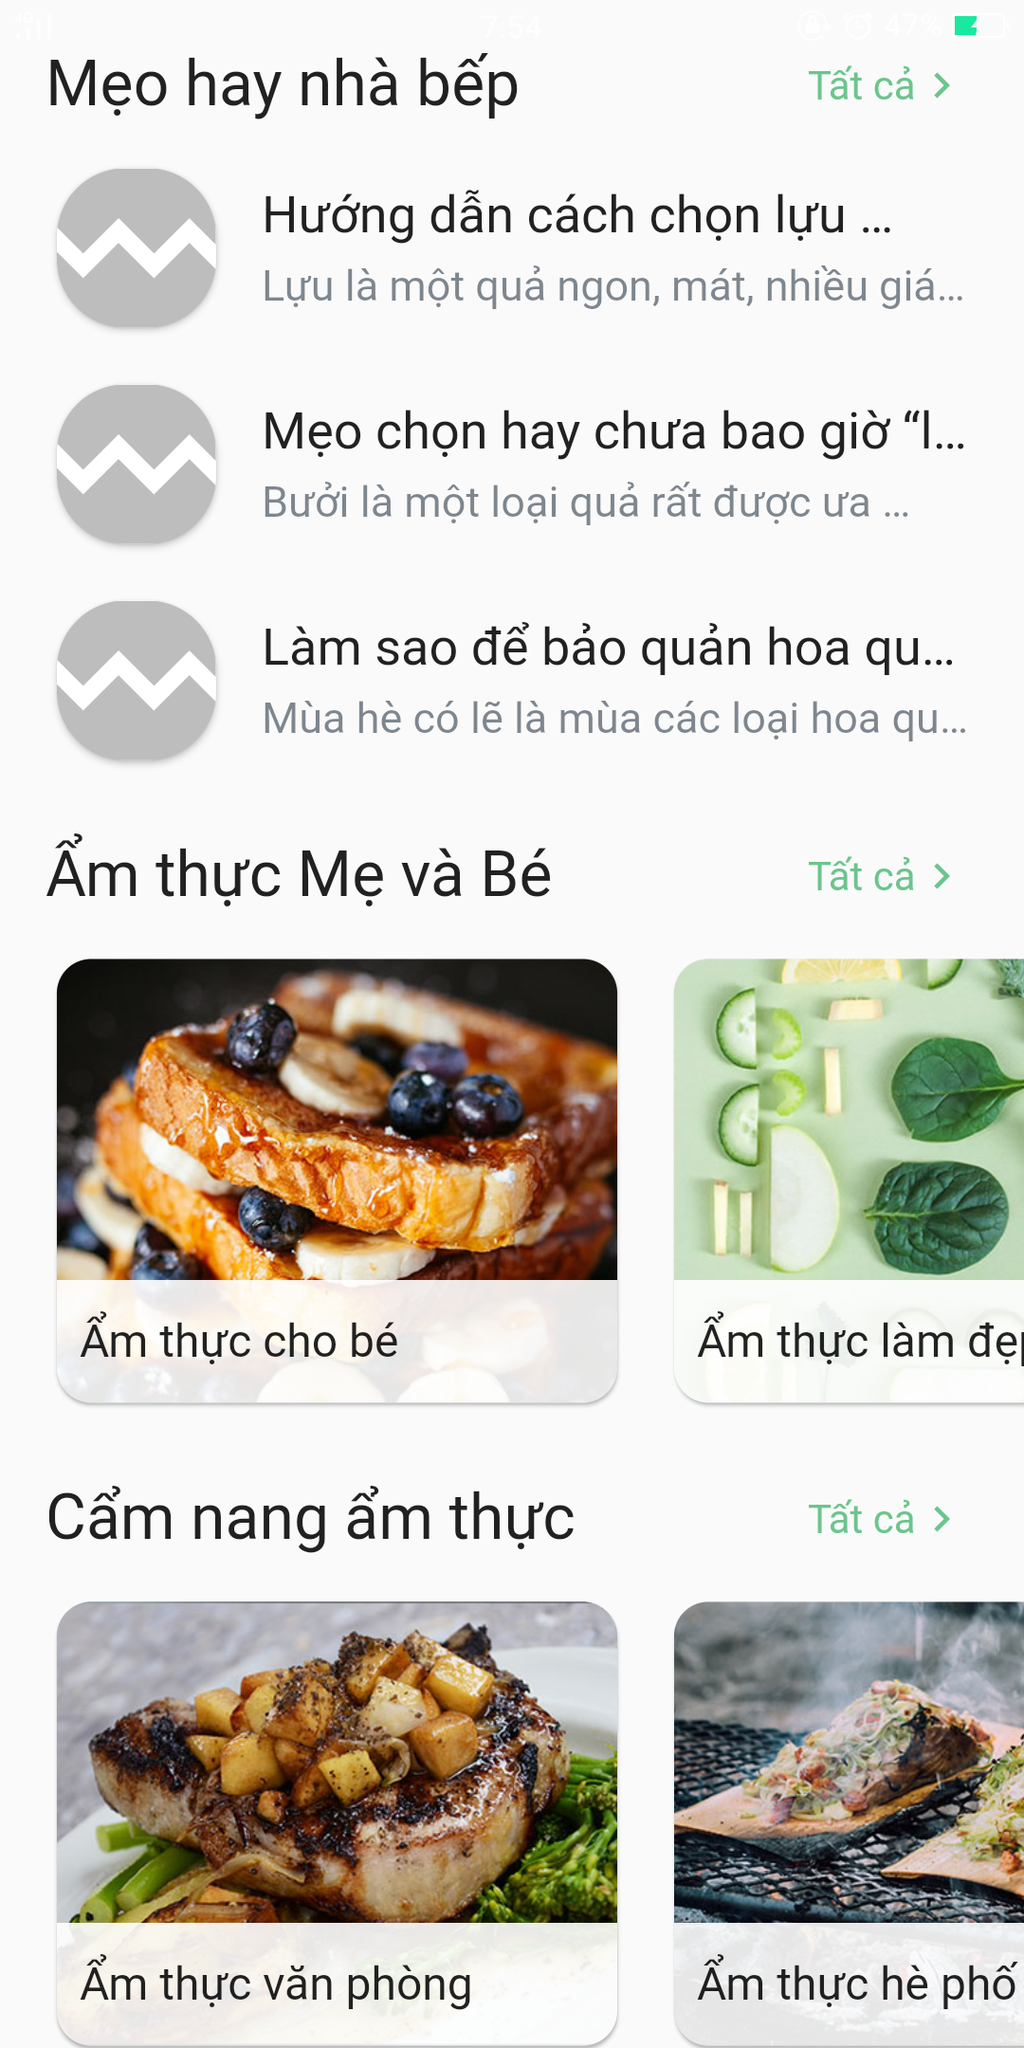 4G 7:54 47%
Mẹo hay nhà bếp Tất cả
Hướng dẫn cách chọn lựu ...
Lựu là một quả ngon, mát, nhiều giá...
Mẹo chọn hay chưa bao giờ “l...
Bưởi là một loại quả rất được ưa ...
Làm sao để bảo quản hoa qu...
Mùa hè có lẽ là mùa các loại hoa qu...
Ẩm thực Mẹ và Bé Tất cả
Ẩm thực cho bé
Ẩm thực làm đẹp
Cẩm nang ẩm thực Tất cả
Ẩm thực văn phòng
Ẩm thực hè phố